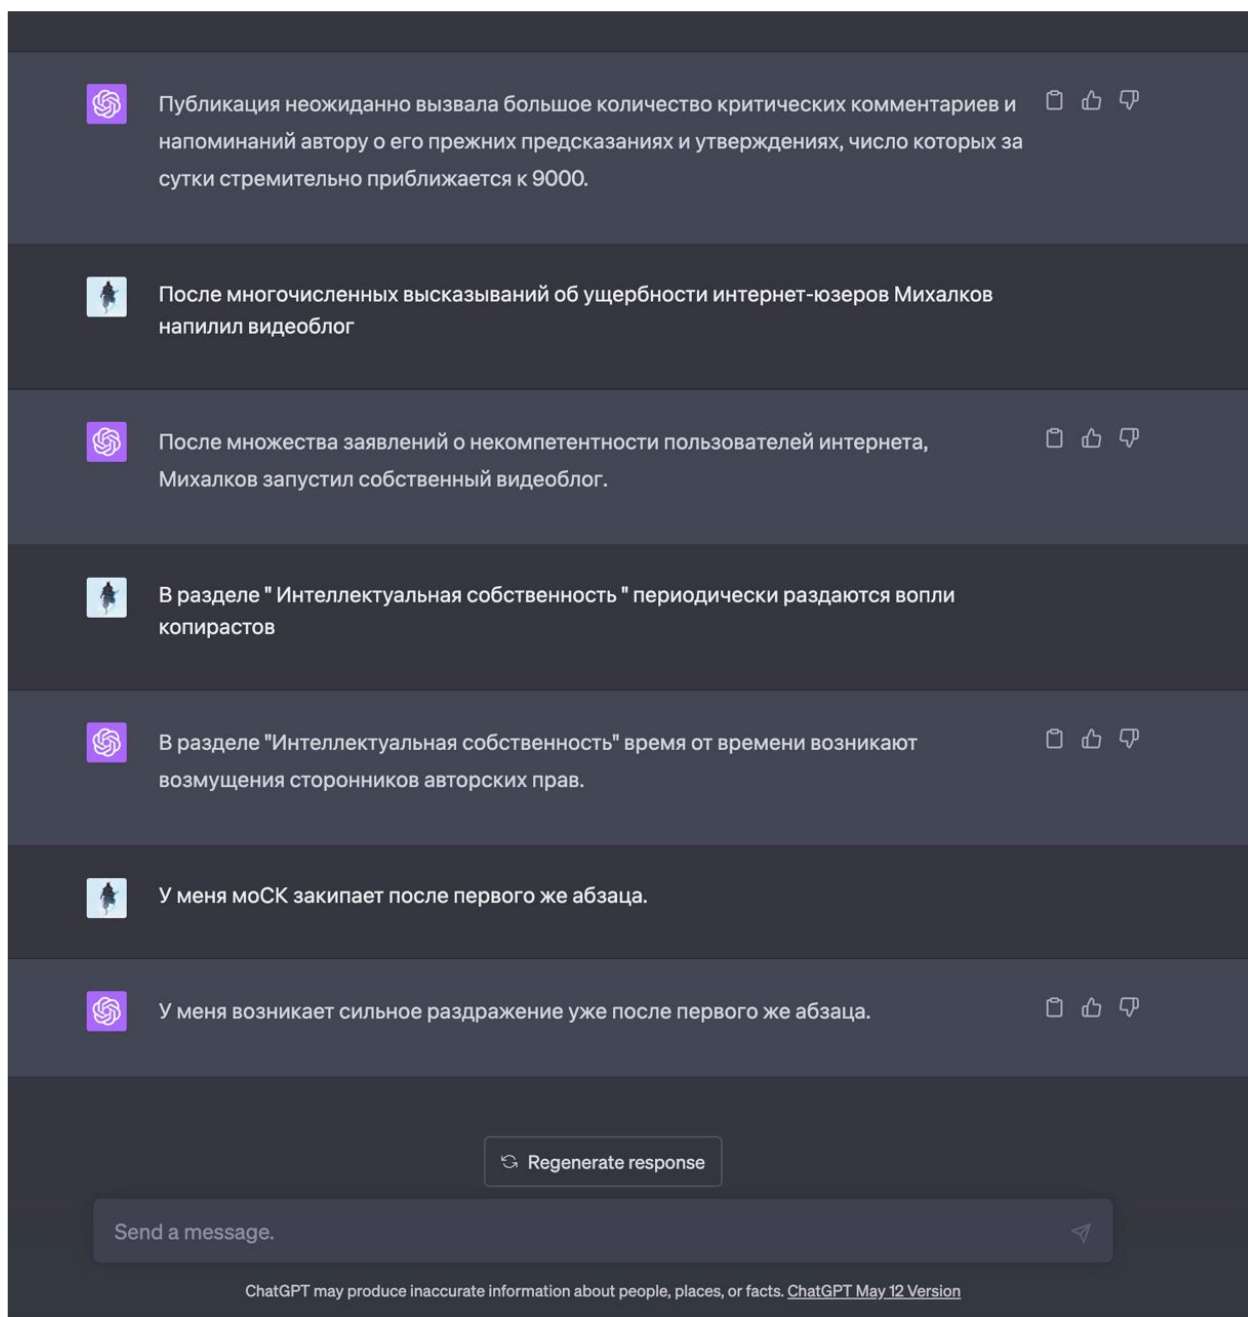 Публикация неожиданно вызвала большое количество критических комментариев и
напоминаний автору о его прежних предсказаниях и утверждениях, число которых за
сутки стремительно приближается к 9000.
После многочисленных высказываний об ущербности интернет-юзеров Михалков
напилил видеоблог
После множества заявлений о некомпетентности пользователей интернета,
Михалков запустил собственный видеоблог.
В разделе " Интеллектуальная собственность " периодически раздаются вопли
копирастов
В разделе "Интеллектуальная собственность" время от времени возникают
возмущения сторонников авторских прав.
У меня моСК закипает после первого же абзаца.
У меня возникает сильное раздражение уже после первого же абзаца.
Regenerate response
Send a message.
ChatGPT may produce inaccurate information about people, places, or facts. ChatGPT May 12 Version